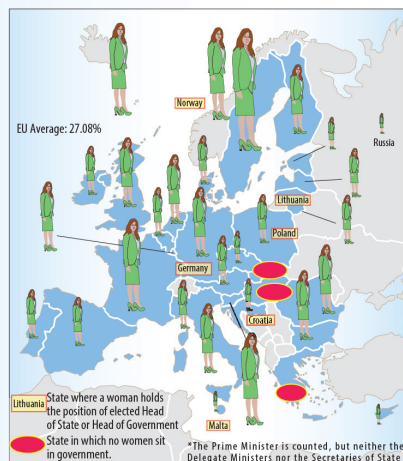 Norway
EU Average: 27.08%
Russia
Lithuania
Poland
Germany
Croatia
Malta
Lithuania State where a woman holds
the position of elected Head
of State or Head of Government
State in which no women sit
in government.
*The Prime Minister is counted, but neither the
Delegate Ministers nor the Secretaries of State